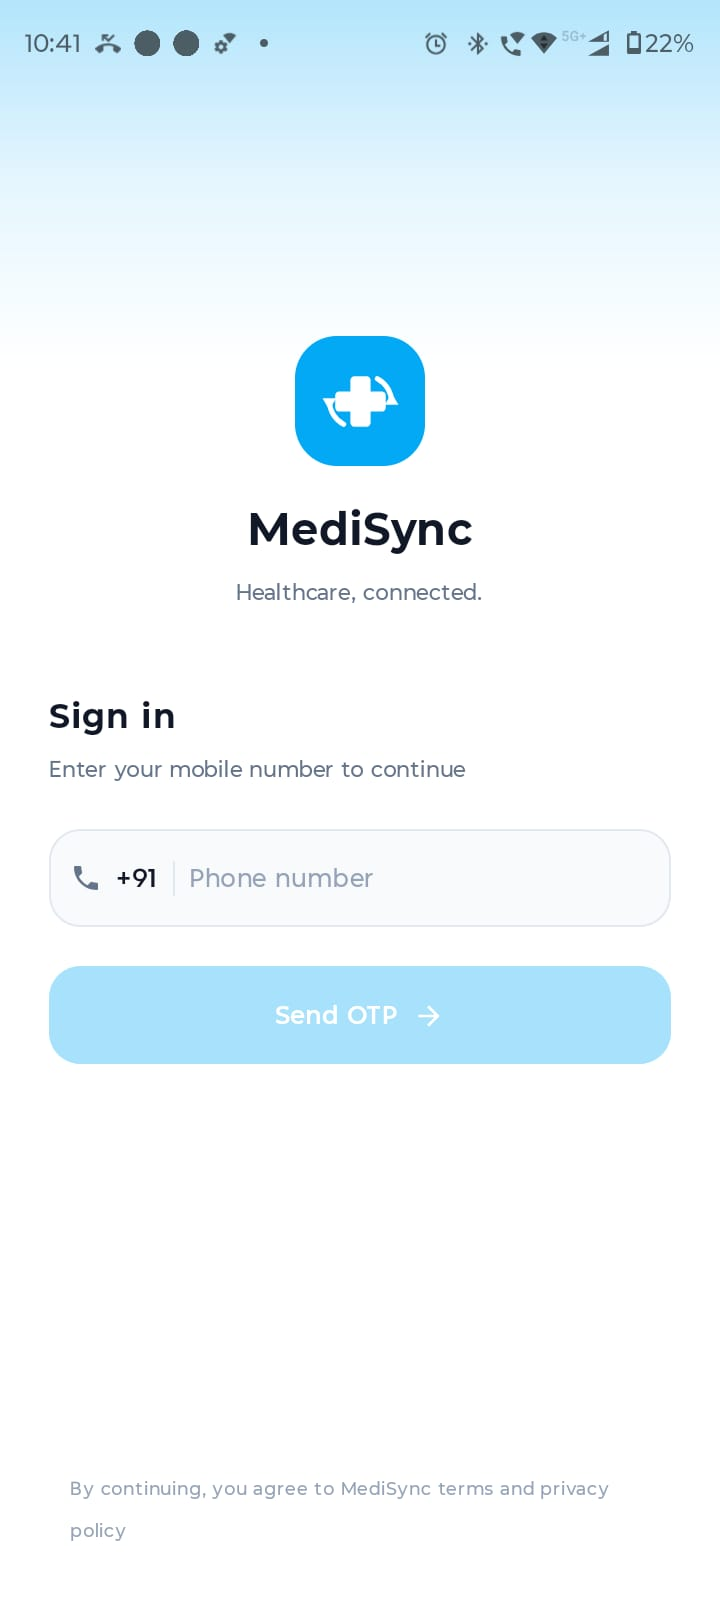 10:41
5G+
22%
MediSync
Healthcare, connected.
Sign in
Enter your mobile number to continue
+91 Phone number
Send OTP
By continuing, you agree to MediSync terms and privacy
policy